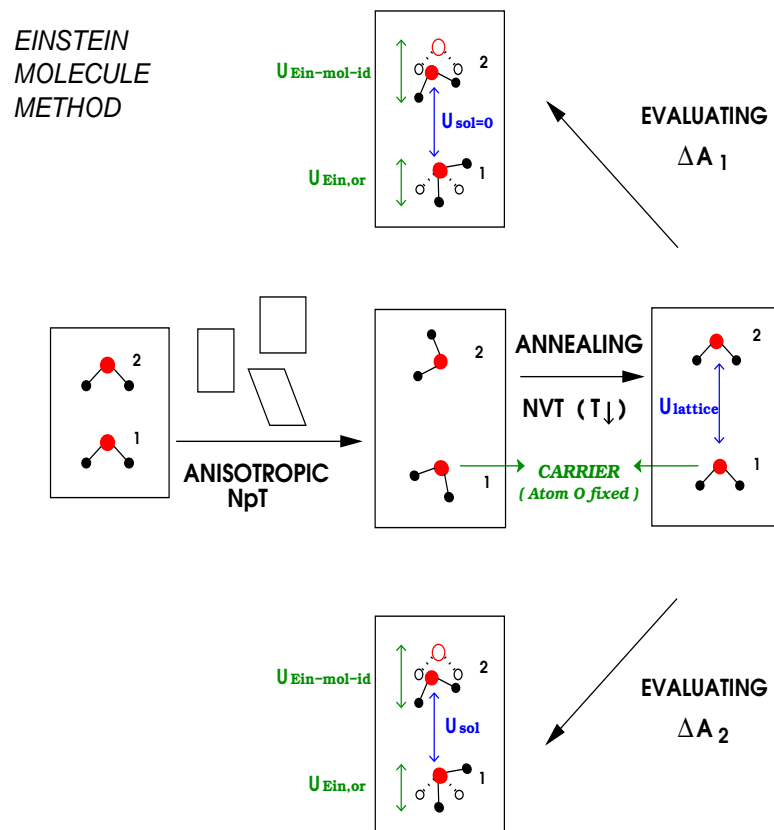 EINSTEIN
MOLECULE
METHOD
U Ein-mol-id
2
U sol=0
U Ein,or
1
EVALUATING
ΔA 1
2
1
ANISOTROPIC
NpT
2
1
ANNEALING
NVT (T↓)
CARRIER
( Atom O fixed )
2
U lattice
1
U Ein-mol-id
2
U sol
U Ein,or
1
EVALUATING
ΔA 2